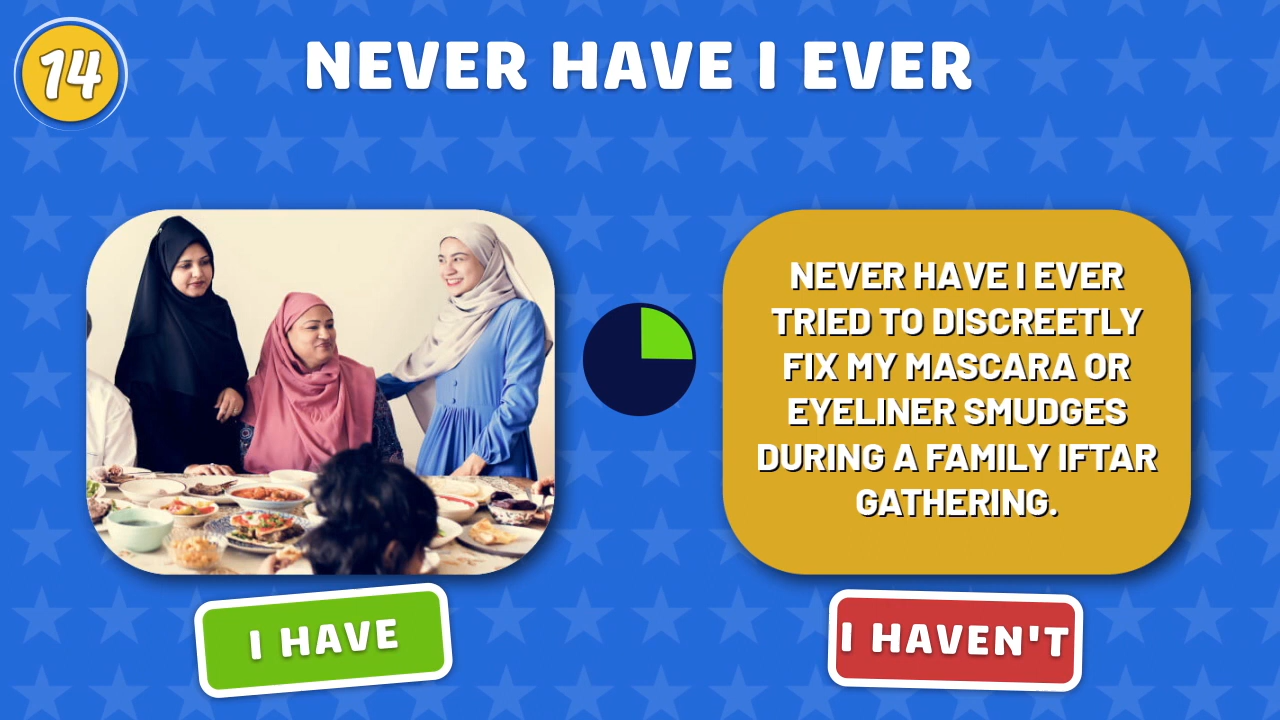 14
NEVER HAVE I EVER
NEVER HAVE I EVER
TRIED TO DISCREETLY
FIX MY MASCARA OR
EYELINER SMUDGES
DURING A FAMILY IFTAR
GATHERING.
I HAVE
I HAVEN'T